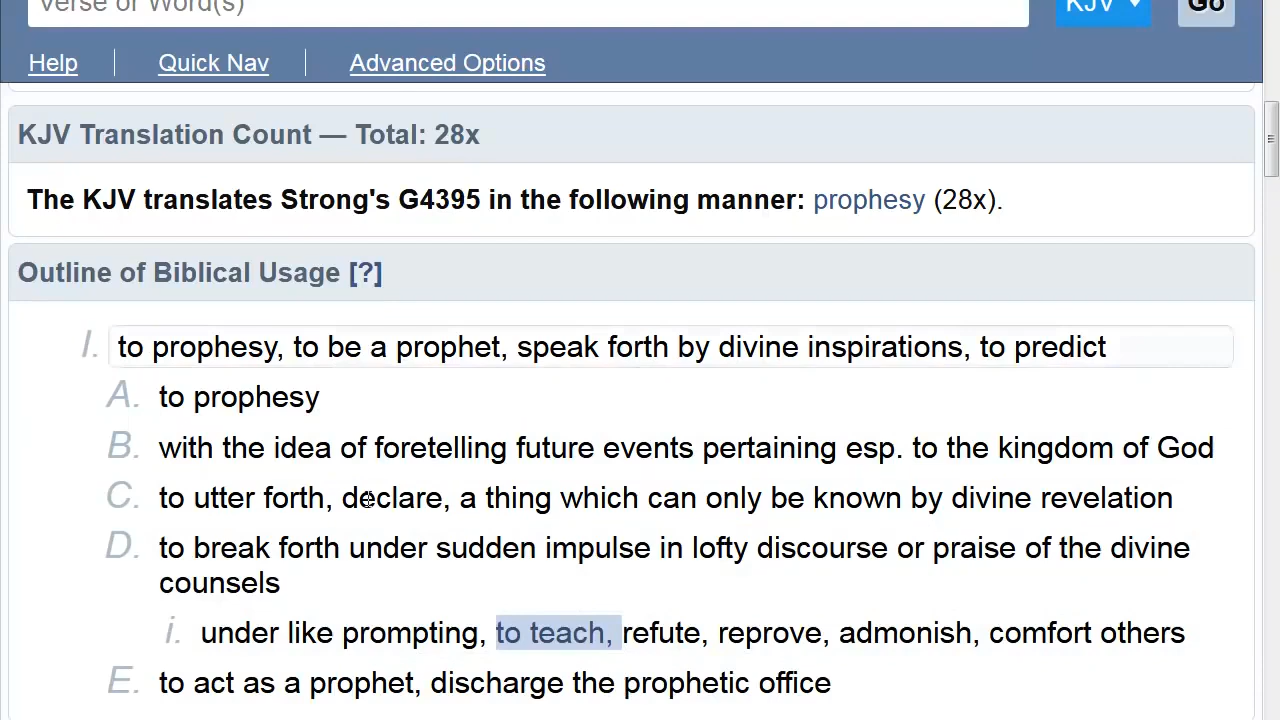 Verse or Word(s)
KJV
Go
Help
Quick Nav
Advanced Options
KJV Translation Count — Total: 28x
The KJV translates Strong's G4395 in the following manner: prophesy (28x).
Outline of Biblical Usage [?]
I. to prophesy, to be a prophet, speak forth by divine inspirations, to predict
A. to prophesy
B. with the idea of foretelling future events pertaining esp. to the kingdom of God
C. to utter forth, declare, a thing which can only be known by divine revelation
D. to break forth under sudden impulse in lofty discourse or praise of the divine
counsels
i. under like prompting, to teach, refute, reprove, admonish, comfort others
E. to act as a prophet, discharge the prophetic office